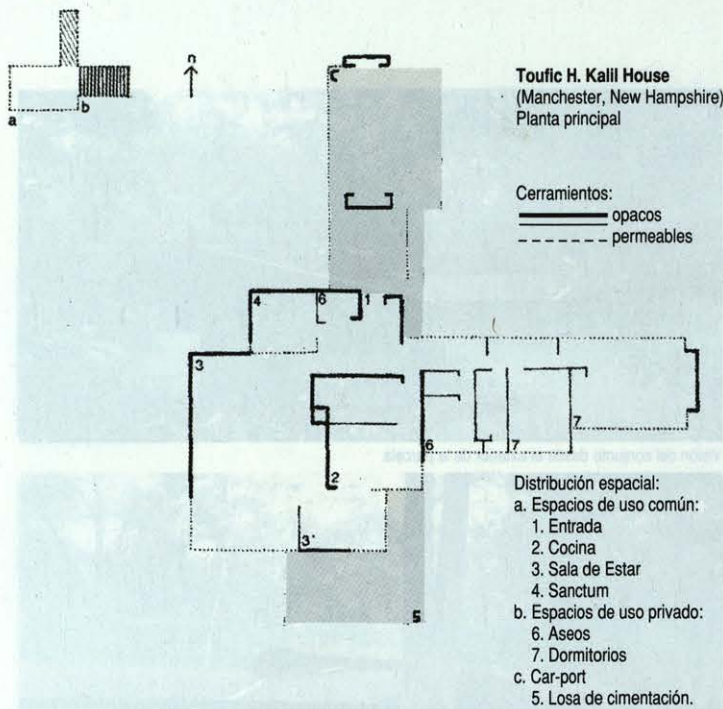 Toufic H. Kalil House
(Manchester, New Hampshire)
Planta principal
Cerramientos:
opacos
permeables
n
a
b
c
1
2
3
3'
4
5
6
6
7
7
Distribución espacial:
a. Espacios de uso común:
1. Entrada
2. Cocina
3. Sala de Estar
4. Sanctum
b. Espacios de uso privado:
6. Aseos
7. Dormitorios
c. Car-port
5. Losa de cimentación.